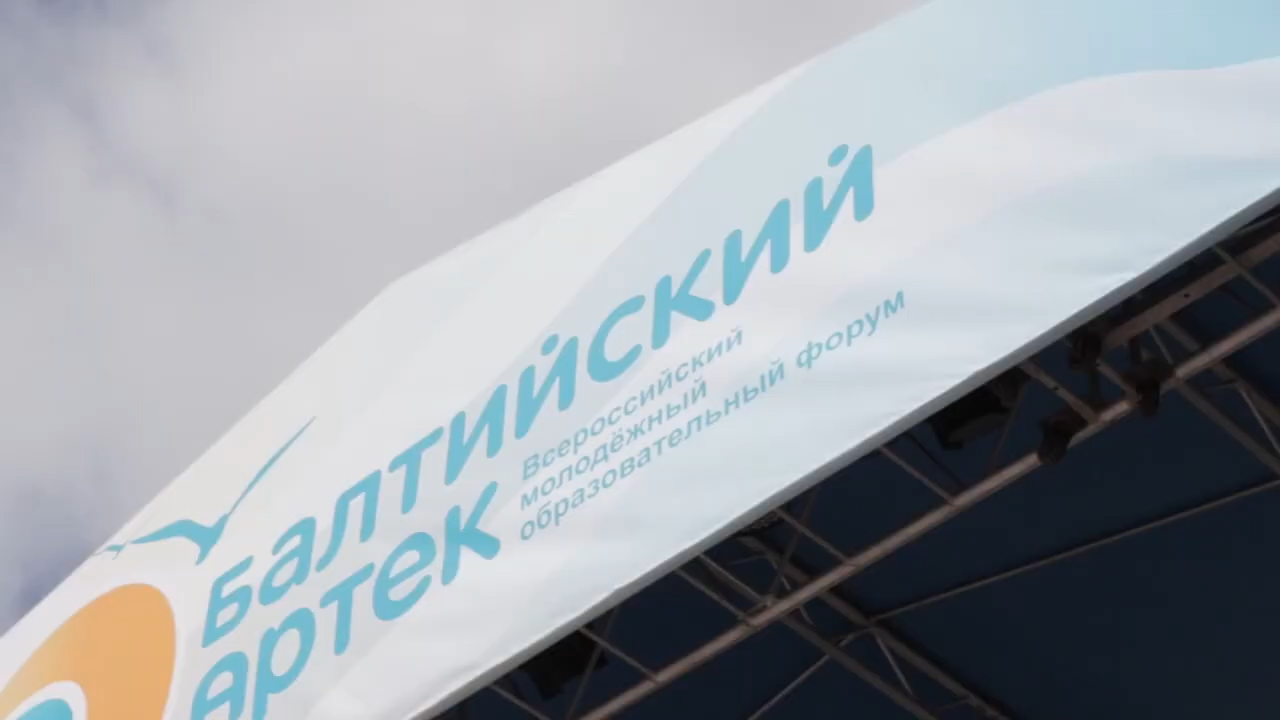 Балтийский
Артек
Всероссийский
молодёжный
образовательный форум